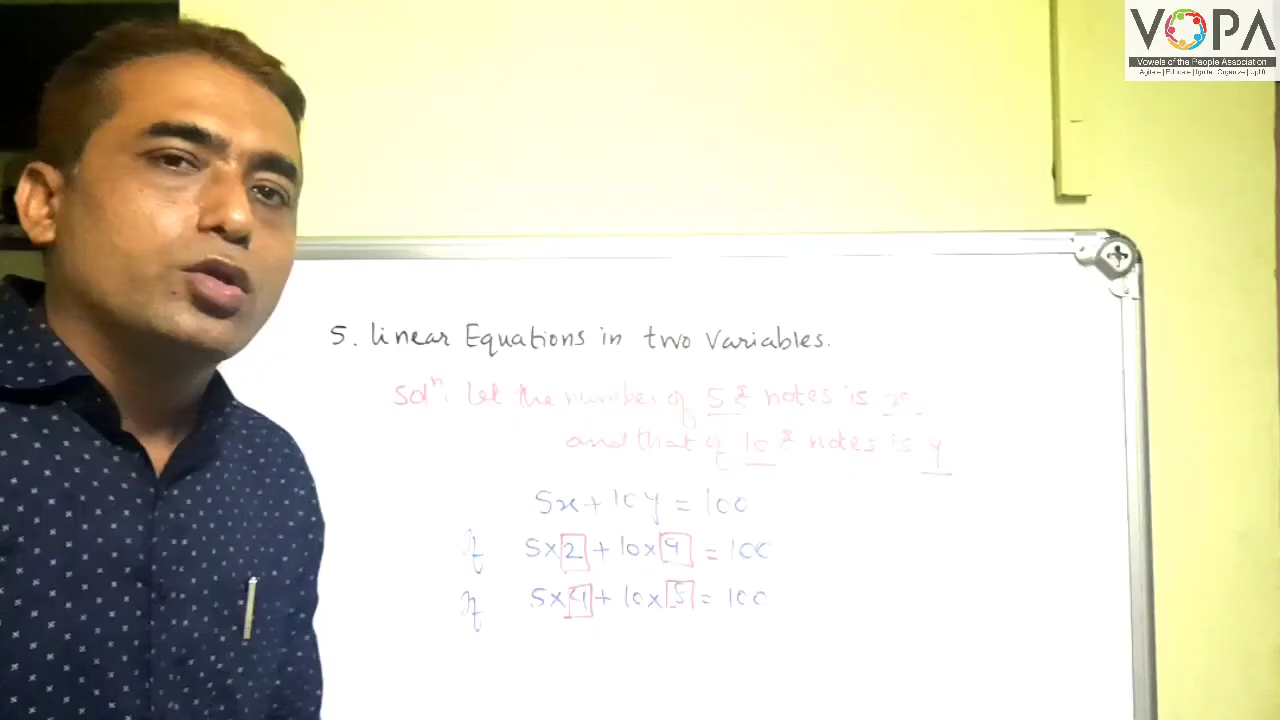 VOPA
Vowels of the People Association
5. Linear Equations in two Variables.
Solⁿ: Let the number of 5 ₹ notes is x
and that of 10 ₹ notes is y
5x + 10y = 100
If 5×2 + 10×9 = 100
If 5×4 + 10×5 = 100